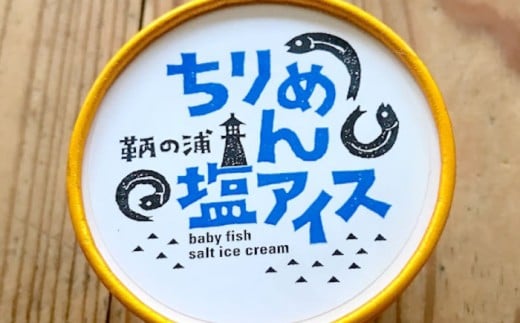 ちりめん
塩アイス
鞆の浦
baby fish
salt ice cream